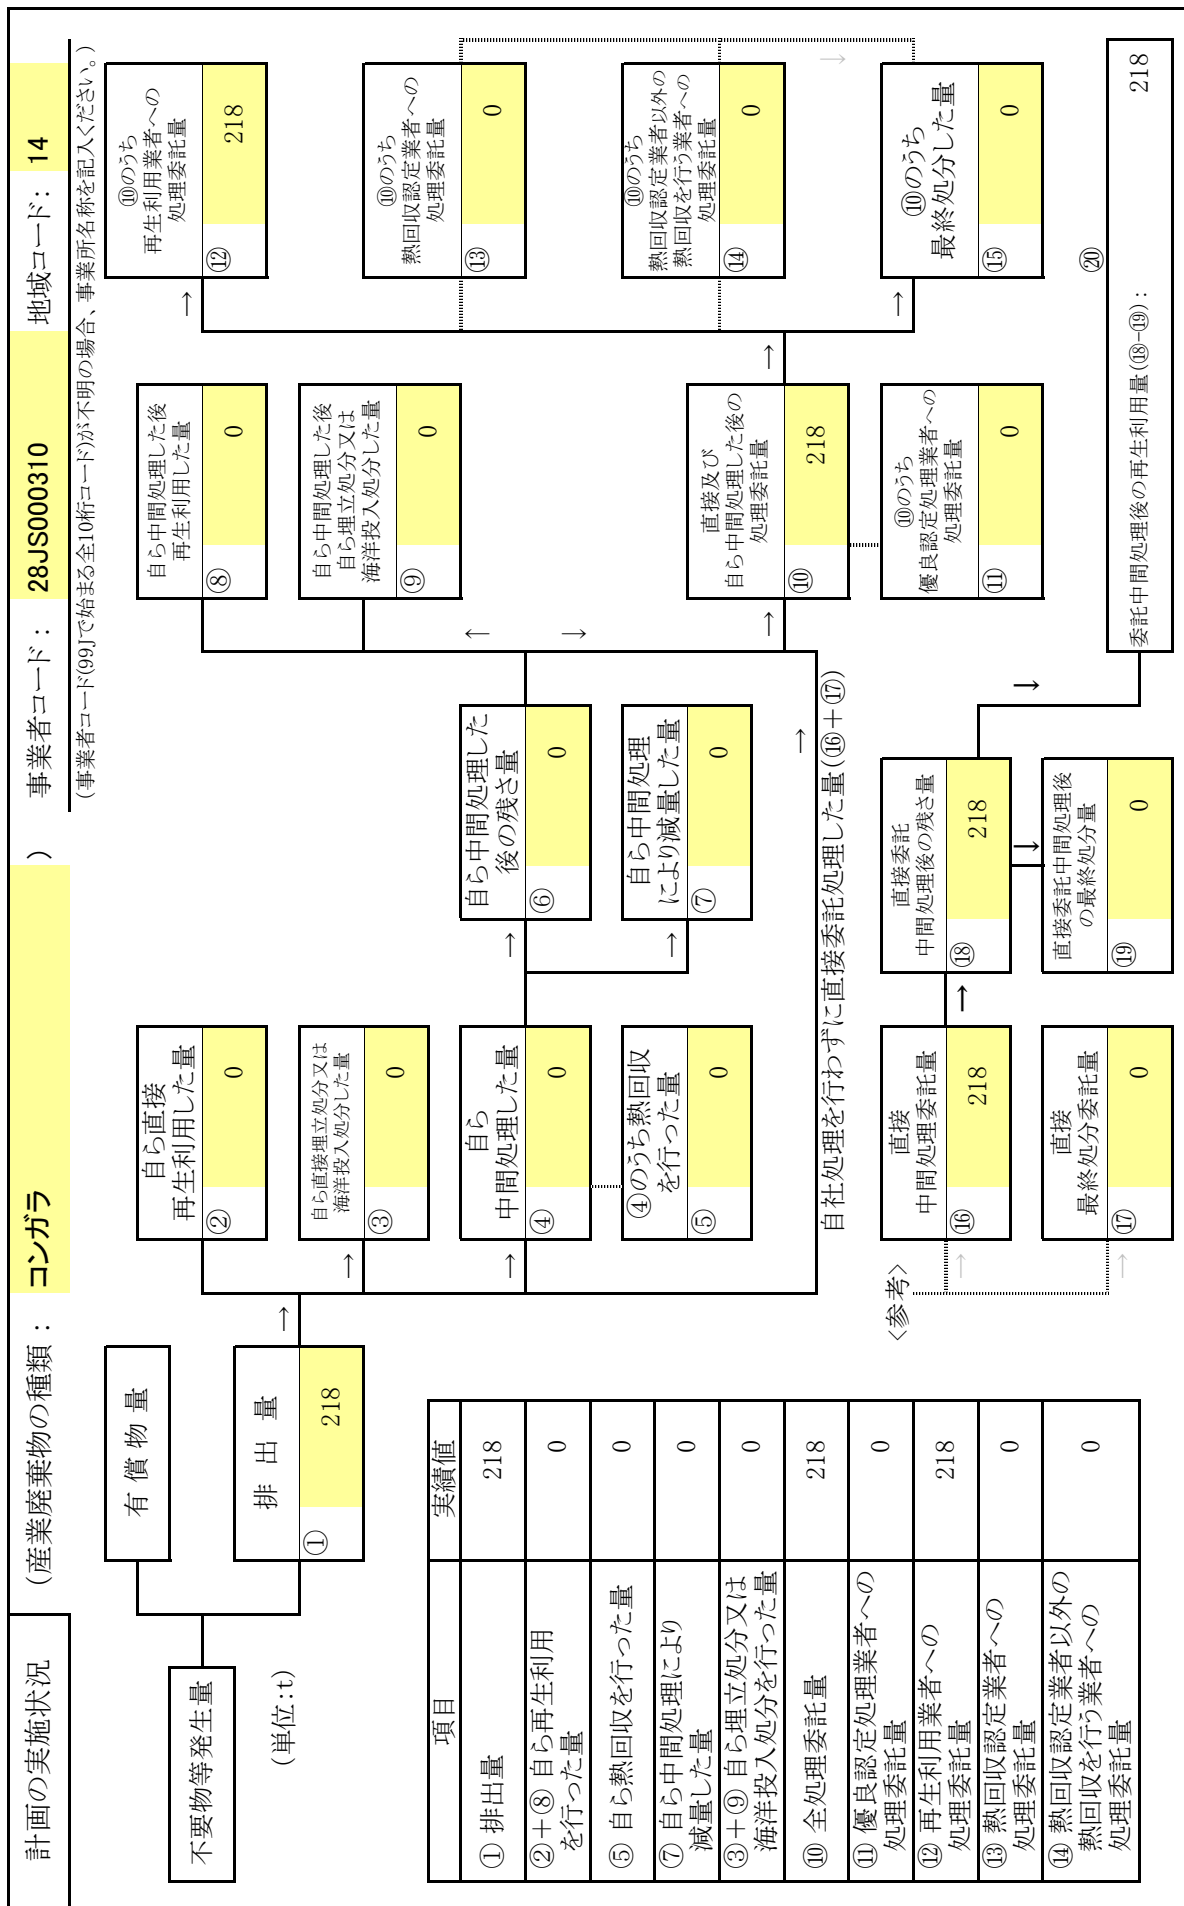 計画の実施状況
(産業廃棄物の種類： コンガラ ) 事業者コード： 28JS000310 地域コード： 14
(事業者コード(99Jで始まる全10桁コード)が不明の場合、事業所名称を記入ください。)
不要物等発生量
(単位:t)
有 償 物 量
排 出 量
① 218
→
自ら直接
再生利用した量
② 0
→
自ら直接埋立処分又は
海洋投入処分した量
③ 0
→
自ら
中間処理した量
④ 0
④のうち熱回収
を行った量
⑤ 0
→
自ら中間処理した
後の残さ量
⑥ 0
→
自ら中間処理
により減量した量
⑦ 0
↑
↓
自ら中間処理した後
再生利用した量
⑧ 0
自ら中間処理した後
自ら埋立処分又は
海洋投入処分した量
⑨ 0
→
直接及び
自ら中間処理した後の
処理委託量
⑩ 218
⑩のうち
優良認定処理業者への
処理委託量
⑪ 0
→
→
⑩のうち
再生利用業者への
処理委託量
⑫ 218
⑩のうち
熱回収認定業者への
処理委託量
⑬ 0
⑩のうち
熱回収認定業者以外の
熱回収を行う業者への
処理委託量
⑭ 0
↓
→
⑩のうち
最終処分した量
⑮ 0
→
自社処理を行わずに直接委託処理した量(⑯＋⑰)
<参考>
→
直接
中間処理委託量
⑯ 218
→
直接
最終処分委託量
⑰ 0
→
直接委託
中間処理後の残さ量
⑱ 218
↓
直接委託中間処理後
の最終処分量
⑲ 0
↓
⑳
委託中間処理後の再生利用量(⑱-⑲)： 218
項目 実績値
① 排出量 218
②＋⑧ 自ら再生利用
を行った量 0
⑤ 自ら熱回収を行った量 0
⑦ 自ら中間処理により
減量した量 0
③＋⑨ 自ら埋立処分又は
海洋投入処分を行った量 0
⑩ 全処理委託量 218
⑪ 優良認定処理業者への
処理委託量 0
⑫ 再生利用業者への
処理委託量 218
⑬ 熱回収認定業者への
処理委託量 0
⑭ 熱回収認定業者以外の
熱回収を行う業者への
処理委託量 0